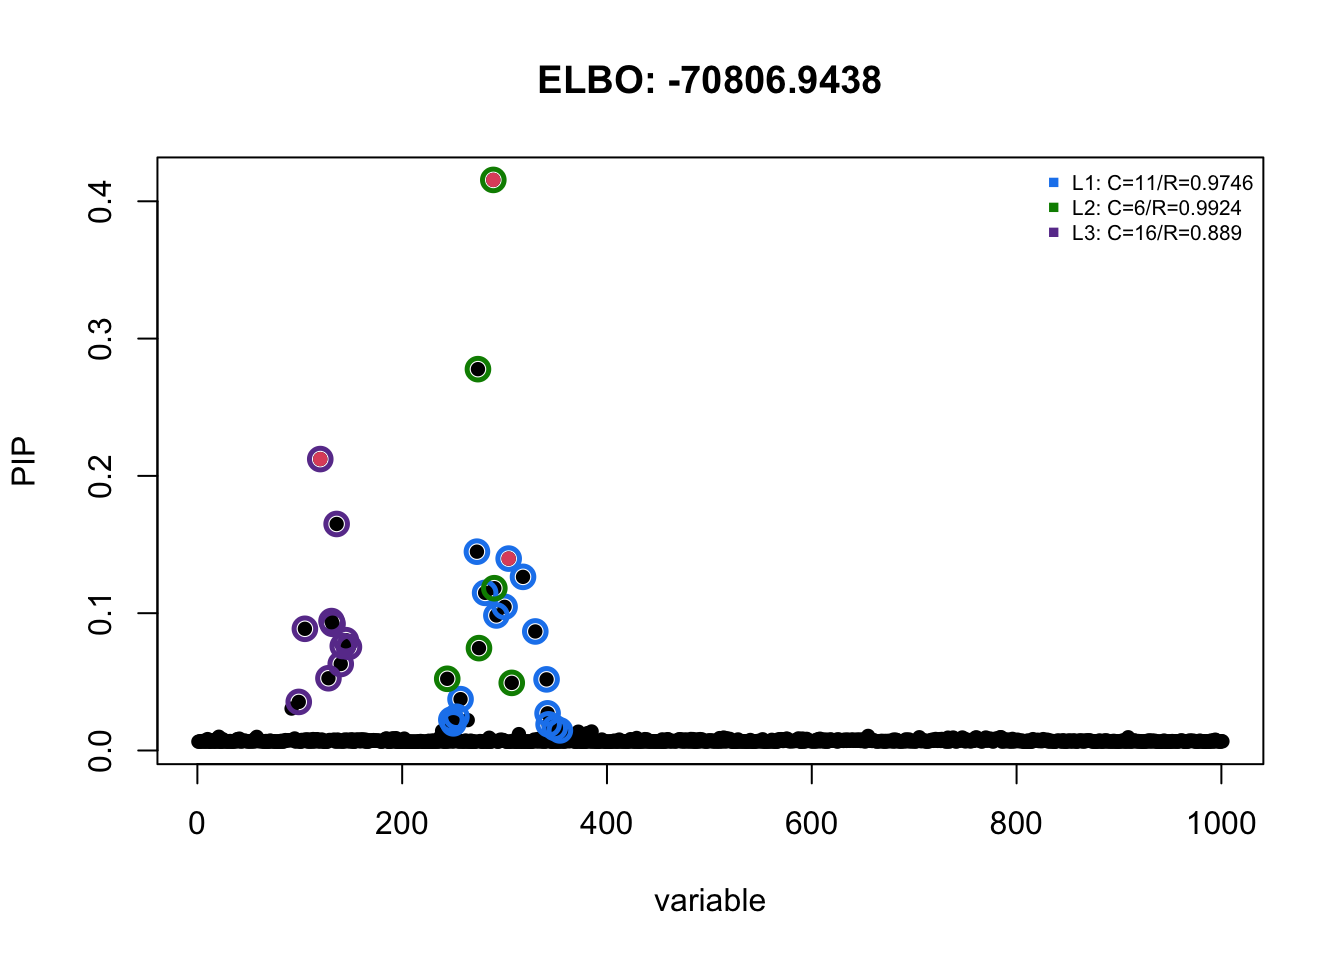 ELBO: -70806.9438
L1: C=11/R=0.9746
L2: C=6/R=0.9924
L3: C=16/R=0.889
PIP
0.4
0.3
0.2
0.1
0.0
0 200 400 600 800 1000
variable